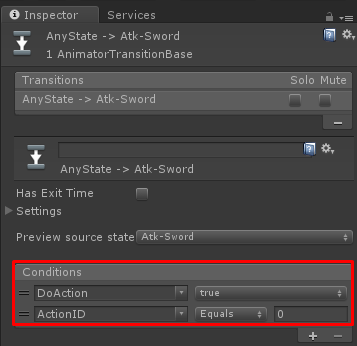 Inspector Services
AnyState -> Atk-Sword
1 AnimatorTransitionBase
Transitions Solo Mute
AnyState -> Atk-Sword
AnyState -> Atk-Sword
Has Exit Time
Settings
Preview source state Atk-Sword
Conditions
DoAction true
ActionID Equals 0